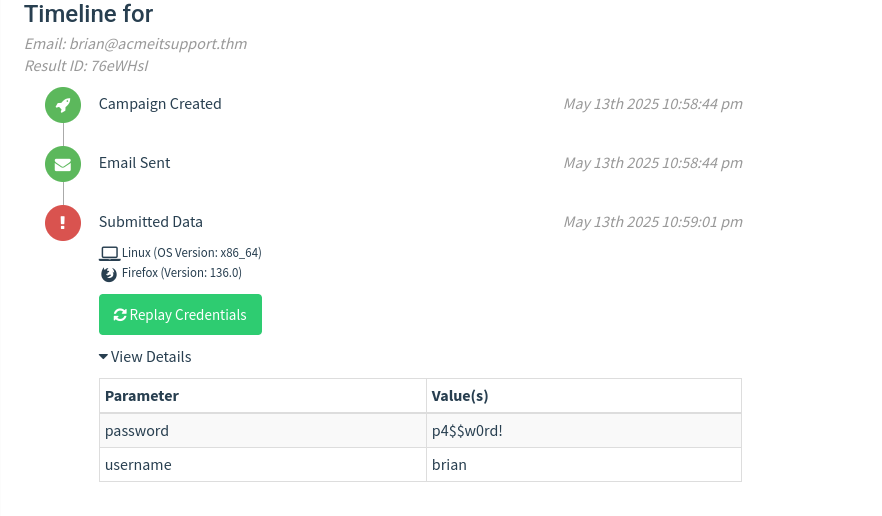 Timeline for
Email: brian@acmeitsupport.thm
Result ID: 76eWHsI
Campaign Created May 13th 2025 10:58:44 pm
Email Sent May 13th 2025 10:58:44 pm
Submitted Data May 13th 2025 10:59:01 pm
Linux (OS Version: x86_64)
Firefox (Version: 136.0)
Replay Credentials
View Details
Parameter Value(s)
password p4$$w0rd!
username brian